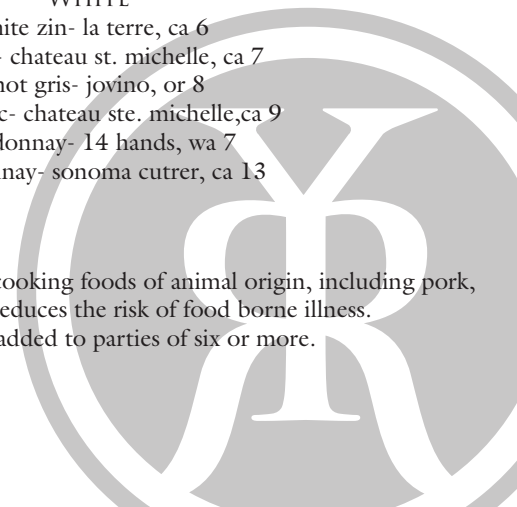 WHITE
ite zin- la terre, ca 6
- chateau st. michelle, ca 7
not gris- jovino, or 8
c- chateau ste. michelle,ca 9
donnay- 14 hands, wa 7
nay- sonoma cutrer, ca 13
cooking foods of animal origin, including pork,
educes the risk of food borne illness.
added to parties of six or more.